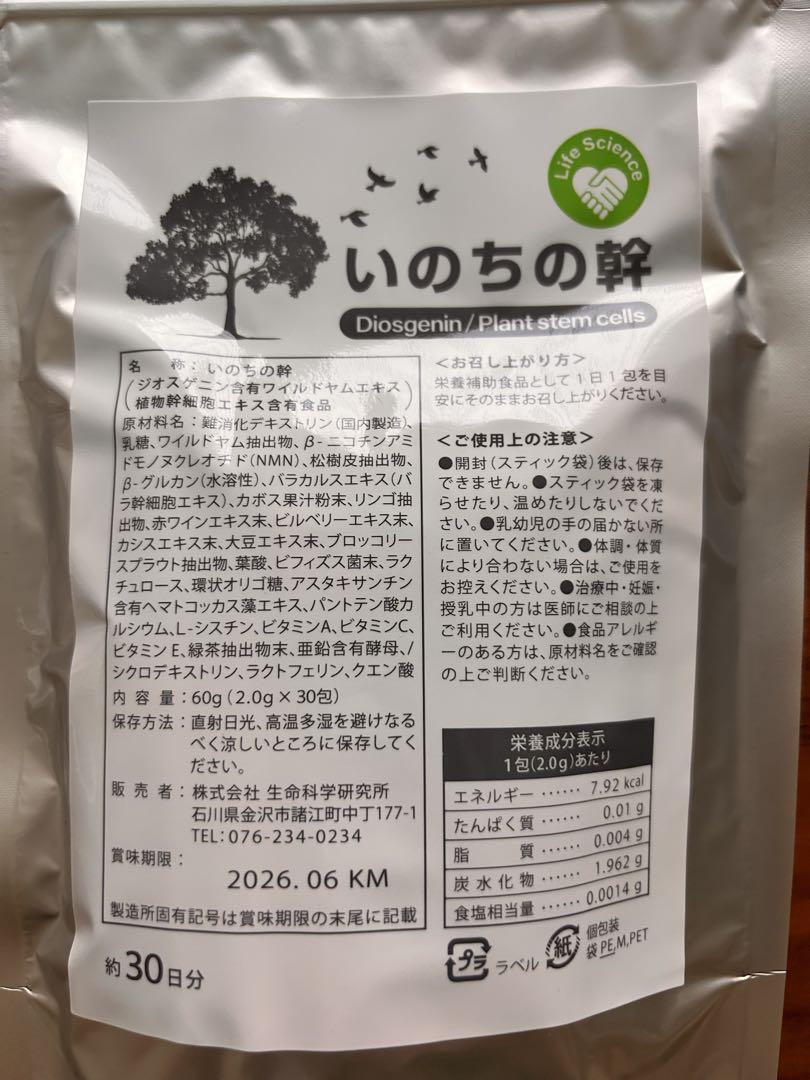 Life Science
いのちの幹
Diosgenin/Plant stem cells
名　称：いのちの幹
(ジオスゲニン含有ワイルドヤムエキス
植物幹細胞エキス含有食品)
原材料名：難消化デキストリン(国内製造)、
乳糖、ワイルドヤム抽出物、β-ニコチンアミ
ドモノヌクレオチド(NMN)、松樹皮抽出物、
β-グルカン(水溶性)、バラカルスエキス(バ
ラ幹細胞エキス)、カボス果汁粉末、リンゴ抽
出物、赤ワインエキス末、ビルベリーエキス末、
カシスエキス末、大豆エキス末、ブロッコリー
スプラウト抽出物、葉酸、ビフィズス菌末、ラク
チュロース、環状オリゴ糖、アスタキサンチン
含有ヘマトコッカス藻エキス、パントテン酸カ
ルシウム、L-シスチン、ビタミンA、ビタミンC、
ビタミンE、緑茶抽出物末、亜鉛含有酵母、/
シクロデキストリン、ラクトフェリン、クエン酸
内容量：60g(2.0g×30包)
保存方法：直射日光、高温多湿を避けなる
べく涼しいところに保存してく
ださい。
販売者：株式会社 生命科学研究所
石川県金沢市諸江町中丁177-1
TEL:076-234-0234
賞味期限：
2026.06 KM
製造所固有記号は賞味期限の末尾に記載
約30日分
<お召し上がり方>
栄養補助食品として1日1包を目
安にそのままお召し上がりください。
<ご使用上の注意>
●開封(スティック袋)後は、保存
できません。●スティック袋を凍
らせたり、温めたりしないでくだ
さい。●乳幼児の手の届かない所
に置いてください。●体調・体質
により合わない場合は、ご使用を
お控えください。●治療中・妊娠・
授乳中の方は医師にご相談の上
ご利用ください。●食品アレルギ
ーのある方は、原材料名をご確認
の上ご判断ください。
栄養成分表示
1包(2.0g)あたり
エネルギー……7.92 kcal
たんぱく質……0.01 g
脂　質……0.004 g
炭水化物……1.962 g
食塩相当量……0.0014 g
プラ
ラベル
紙
個包装
袋 PE,M,PET